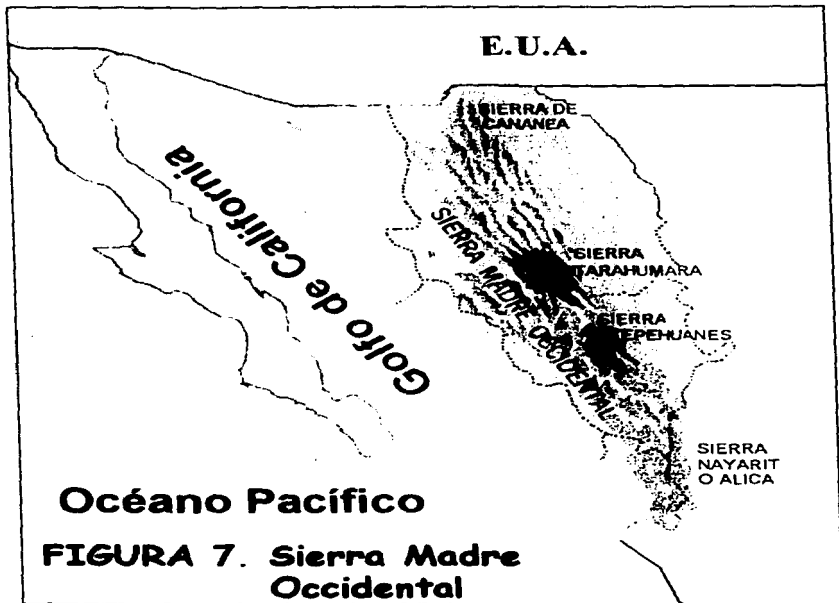 E.U.A.
SIERRA DE
CANANEA
Golfo de California
SIERRA MADRE OCCIDENTAL
SIERRA
TARAHUMARA
SIERRA
TEPEHUANES
SIERRA
NAYARIT
O ALICA
Océano Pacífico
FIGURA 7. Sierra Madre
Occidental